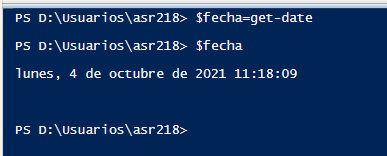 PS D:\Usuarios\asr218> $fecha=get-date
PS D:\Usuarios\asr218> $fecha
lunes, 4 de octubre de 2021 11:18:09
PS D:\Usuarios\asr218>